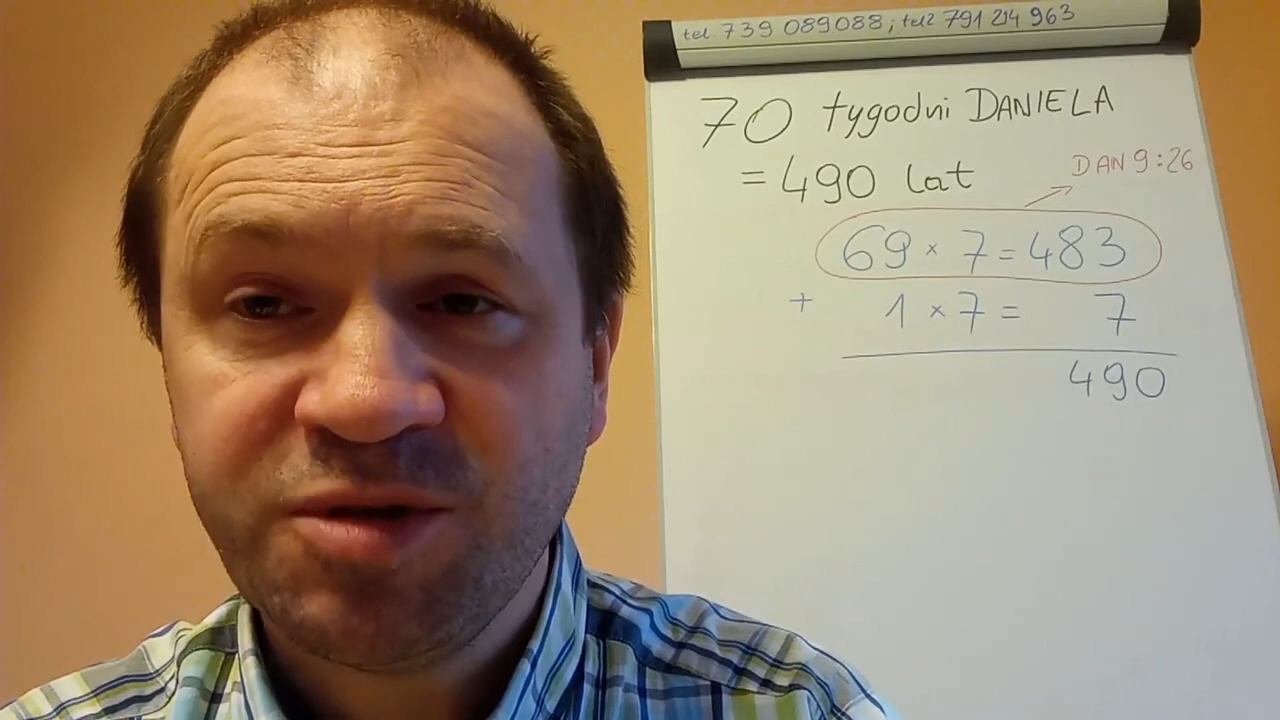 tel. 739 089088; tel2 791 214 963
70 tygodni DANIELA
= 490 lat
DAN 9:26
69 × 7 = 483
+ 1 × 7 = 7
490